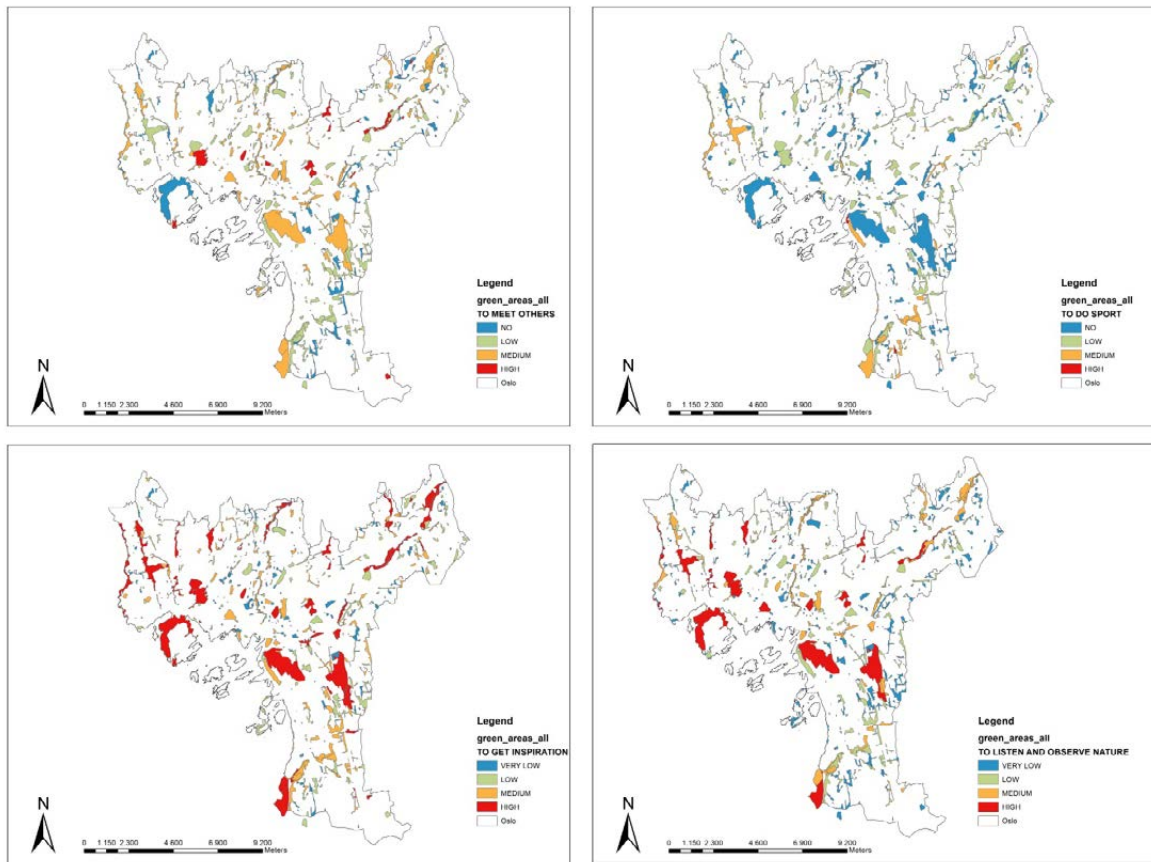 Legend
green_areas_all
TO MEET OTHERS
NO
LOW
MEDIUM
HIGH
Oslo
N
0 1 150 2.300 4 600 6 900 9 200
Meters
Legend
green_areas_all
TO DO SPORT
NO
LOW
MEDIUM
HIGH
Oslo
N
0 1 150 2.300 4 600 6 900 9 200
Meters
Legend
green_areas_all
TO GET INSPIRATION
VERY LOW
LOW
MEDIUM
HIGH
Oslo
N
0 1 150 2.300 4 600 6 900 9 200
Meters
Legend
green_areas_all
TO LISTEN AND OBSERVE NATURE
VERY LOW
LOW
MEDIUM
HIGH
Oslo
N
0 1 150 2.300 4 600 6 900 9 200
Meters